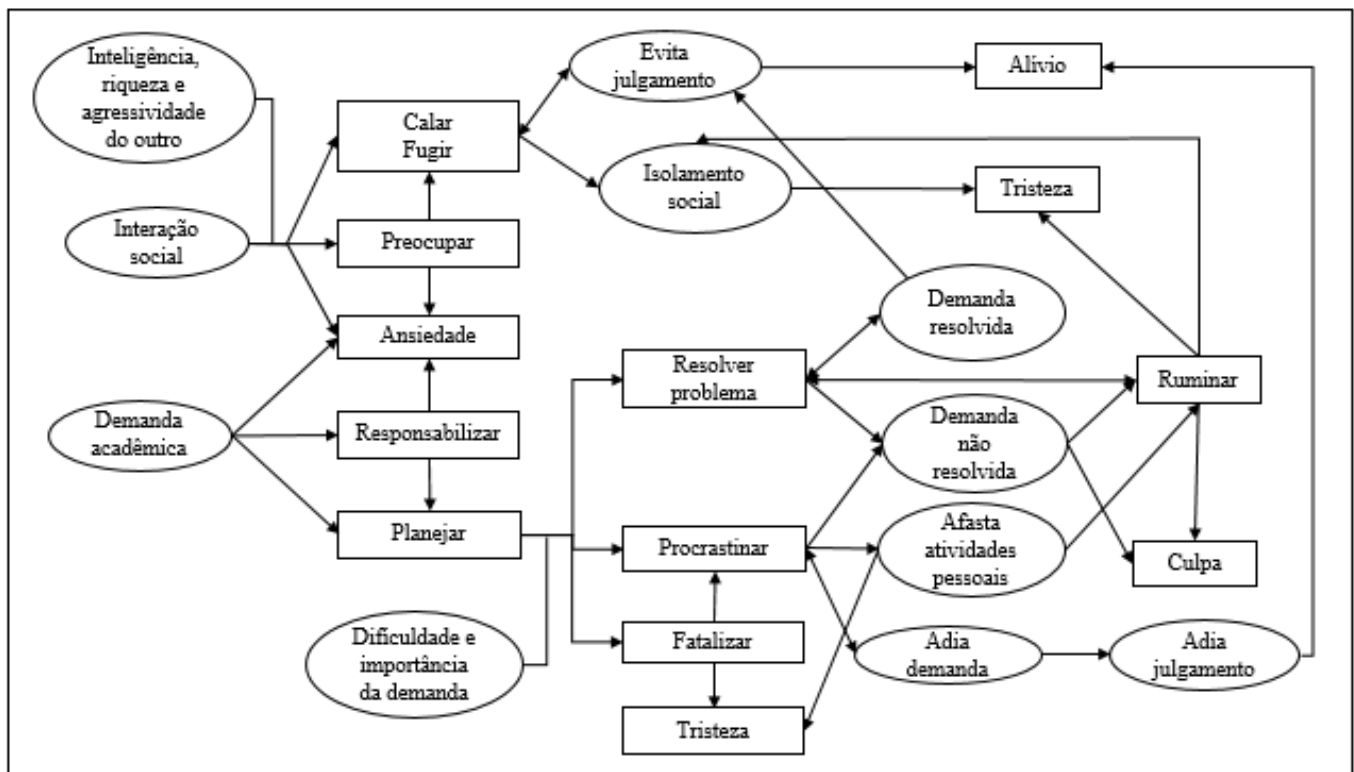 Inteligência,
riqueza e
agressividade
do outro
Evita
julgamento
Alívio
Calar
Fugir
Isolamento
social
Tristeza
Interação
social
Preocupar
Demanda
resolvida
Ansiedade
Resolver
problema
Ruminar
Demanda
acadêmica
Responsabilizar
Demanda
não
resolvida
Planejar
Procrastinar
Afasta
atividades
pessoais
Culpa
Dificuldade e
importância
da demanda
Fatalizar
Adia
demanda
Adia
julgamento
Tristeza